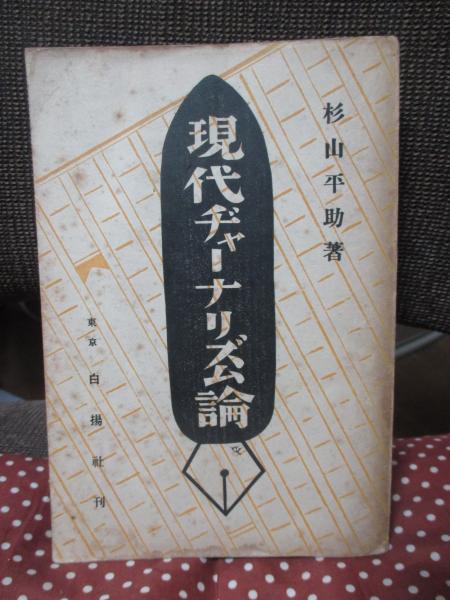 杉山平助著
現代ヂャーナリズム論
東京 白揚社刊